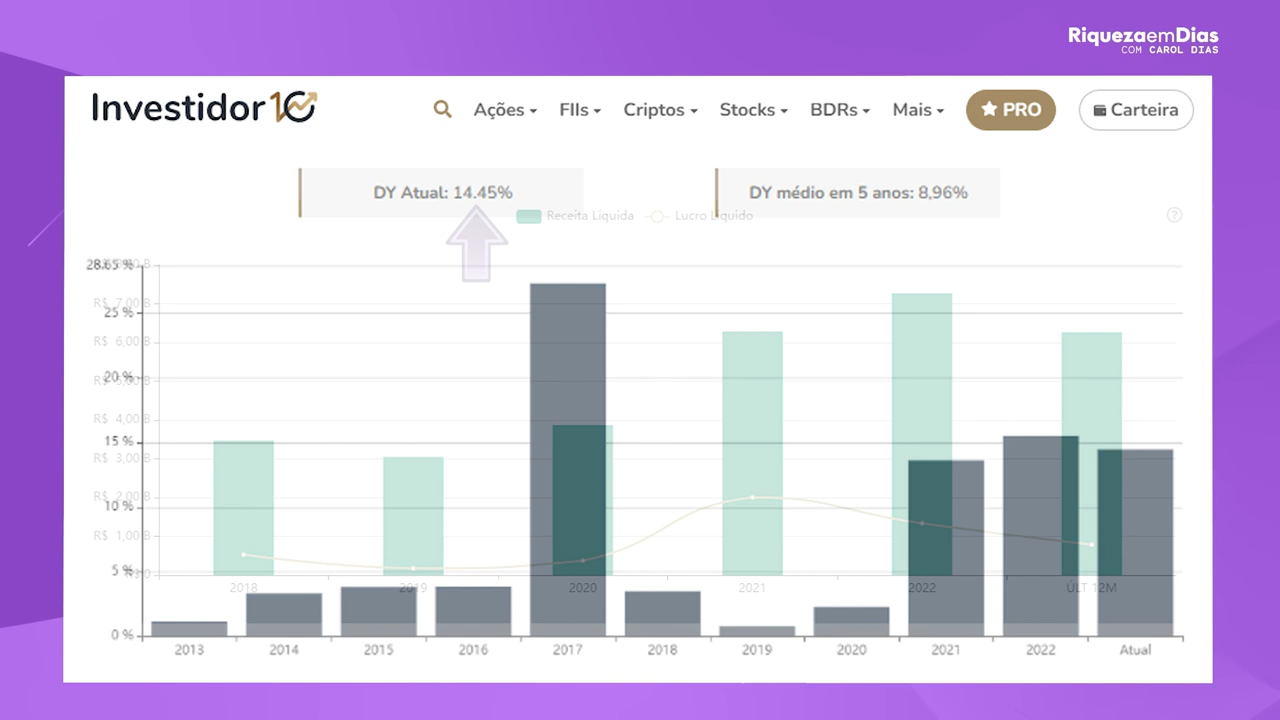 RiquezaemDias
COM CAROL DIAS
Investidor10
Ações FIIs Criptos Stocks BDRs Mais PRO Carteira
DY Atual: 14.45% DY médio em 5 anos: 8,96%
Receita Líquida Lucro Líquido ?
28.65 %
R$ 7,00 B
25 %
R$ 6,00 B
20 %
R$ 4,00 B
15 %
R$ 3,00 B
R$ 2,00 B
10 %
R$ 1,00 B
5 %
2018 2019 2020 2021 2022 ÚLT 12M
0 %
2013 2014 2015 2016 2017 2018 2019 2020 2021 2022 Atual